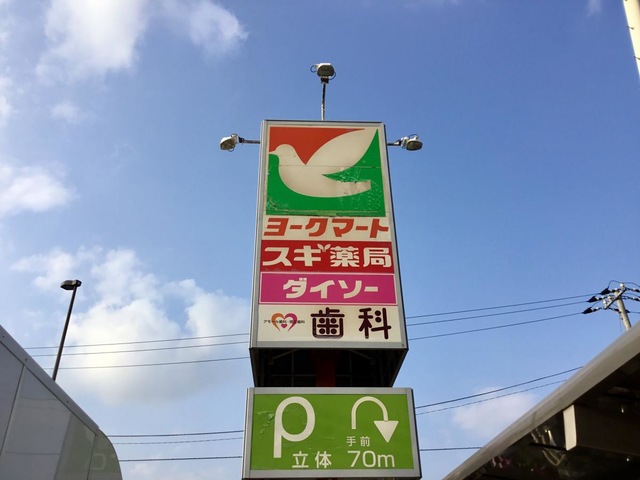 ヨークマート
スギ薬局
ダイソー
歯科
P
手前
立体 70m